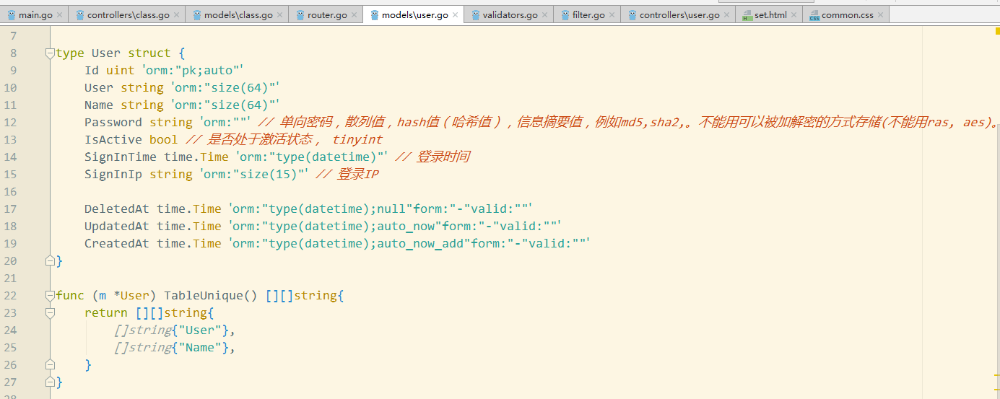 main.go controllers\class.go models\class.go router.go models\user.go validators.go filter.go controllers\user.go set.html common.css
7
8 type User struct {
9 Id uint `orm:"pk;auto"`
10 User string `orm:"size(64)"`
11 Name string `orm:"size(64)"`
12 Password string `orm:""` // 单向密码，散列值，hash值（哈希值），信息摘要值，例如md5,sha2,。不能用可以被加解密的方式存储(不能用ras, aes)。
13 IsActive bool // 是否处于激活状态， tinyint
14 SignInTime time.Time `orm:"type(datetime)"` // 登录时间
15 SignInIp string `orm:"size(15)"` // 登录IP
16
17 DeletedAt time.Time `orm:"type(datetime);null"form:"-"valid:""`
18 UpdatedAt time.Time `orm:"type(datetime);auto_now"form:"-"valid:""`
19 CreatedAt time.Time `orm:"type(datetime);auto_now_add"form:"-"valid:""`
20 }
21
22 func (m *User) TableUnique() [][]string{
23 return [][]string{
24 []string{"User"},
25 []string{"Name"},
26 }
27 }
28